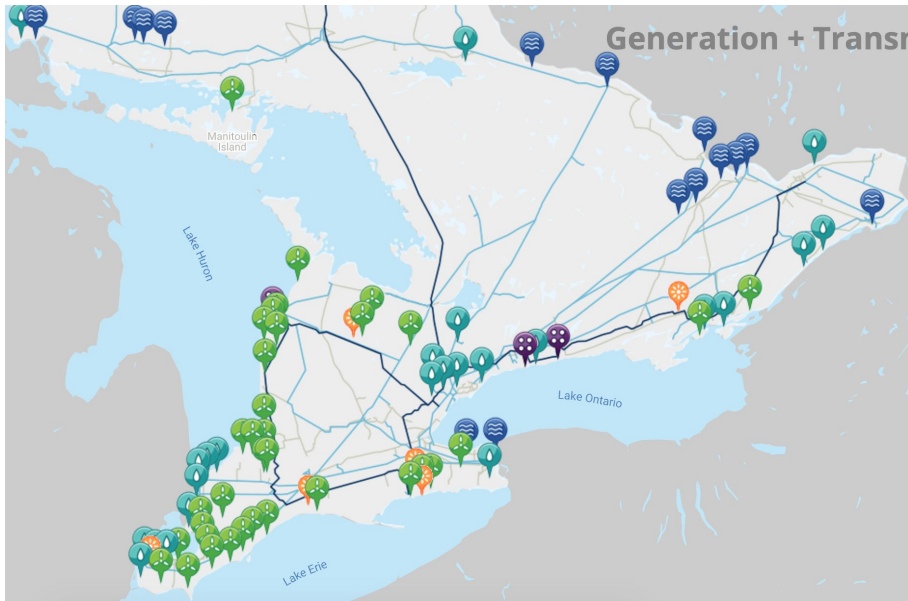 Generation + Transm
Manitoulin
Island
Lake Huron
Lake Ontario
Lake Erie